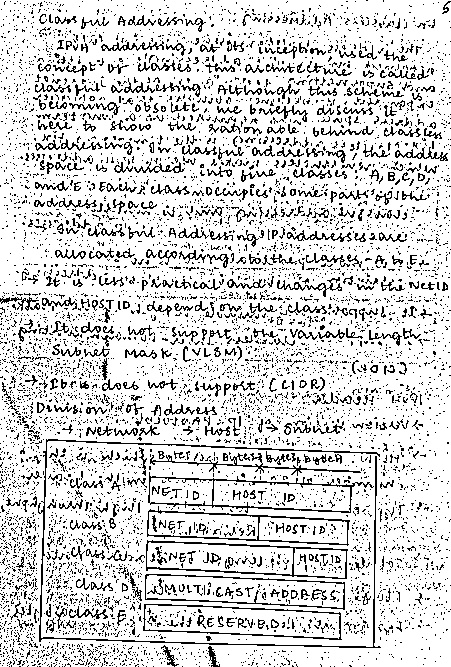 5
Classful Addressing.
IPV4 addressing, at its inception used the
concept of classes. this architecture is called
classful addressing. Although this scheme is
becoming obsolete, we briefly discuss it
here to show the rationable behind classless
addressing. In classful addressing, the address
space is divided into five classes: A, B, C, D,
and E. Each class occupies some parts of the
address space
In classful Addressing IP addresses are
allocated according to the classes - A to E.
→ It is less practical and changes in the NETID
and HOSTID depend on the class
It does not support the variable length
Subnet Mask (VLSM)
→ does not support (CIDR)
Division of Address
→ Network → Host → Subnet
Byte1 Byte2 Byte3 Byte4
Class A NET ID HOST ID
Class B NET ID HOST ID
Class NET ID HOST ID
Class D MULTICAST ADDRESS
Class E RESERVED